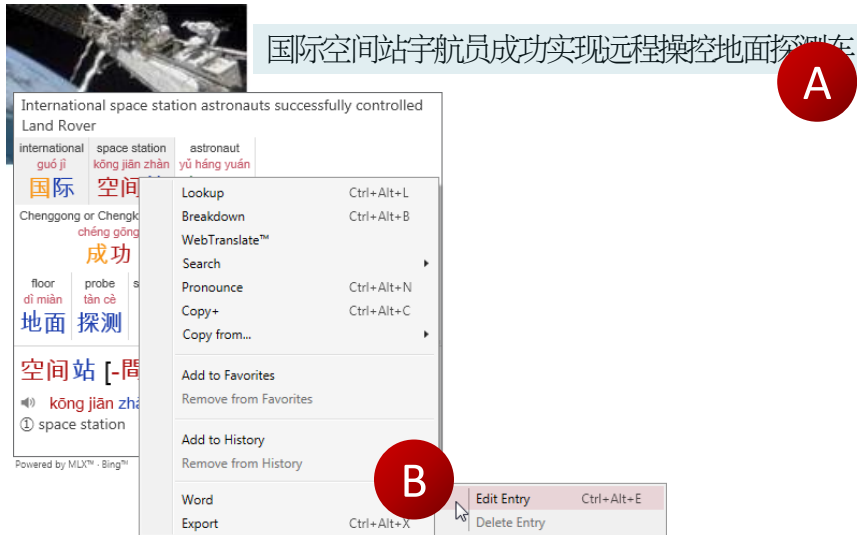 国际空间站宇航员成功实现远程操控地面探测车
A
International space station astronauts successfully controlled
Land Rover
international space station astronaut
guó jì kōng jiān zhàn yǔ háng yuán
国际 空间
Chenggong or Chengk
chéng gōng
成功
floor probe s
dì miàn tàn cè
地面 探测
空间站 [-間
kōng jiān zhà
① space station
Powered by MLX™ · Bing™
Lookup Ctrl+Alt+L
Breakdown Ctrl+Alt+B
WebTranslate™
Search
Pronounce Ctrl+Alt+N
Copy+ Ctrl+Alt+C
Copy from...
Add to Favorites
Remove from Favorites
Add to History
Remove from History
B
Word
Export Ctrl+Alt+X
Edit Entry Ctrl+Alt+E
Delete Entry